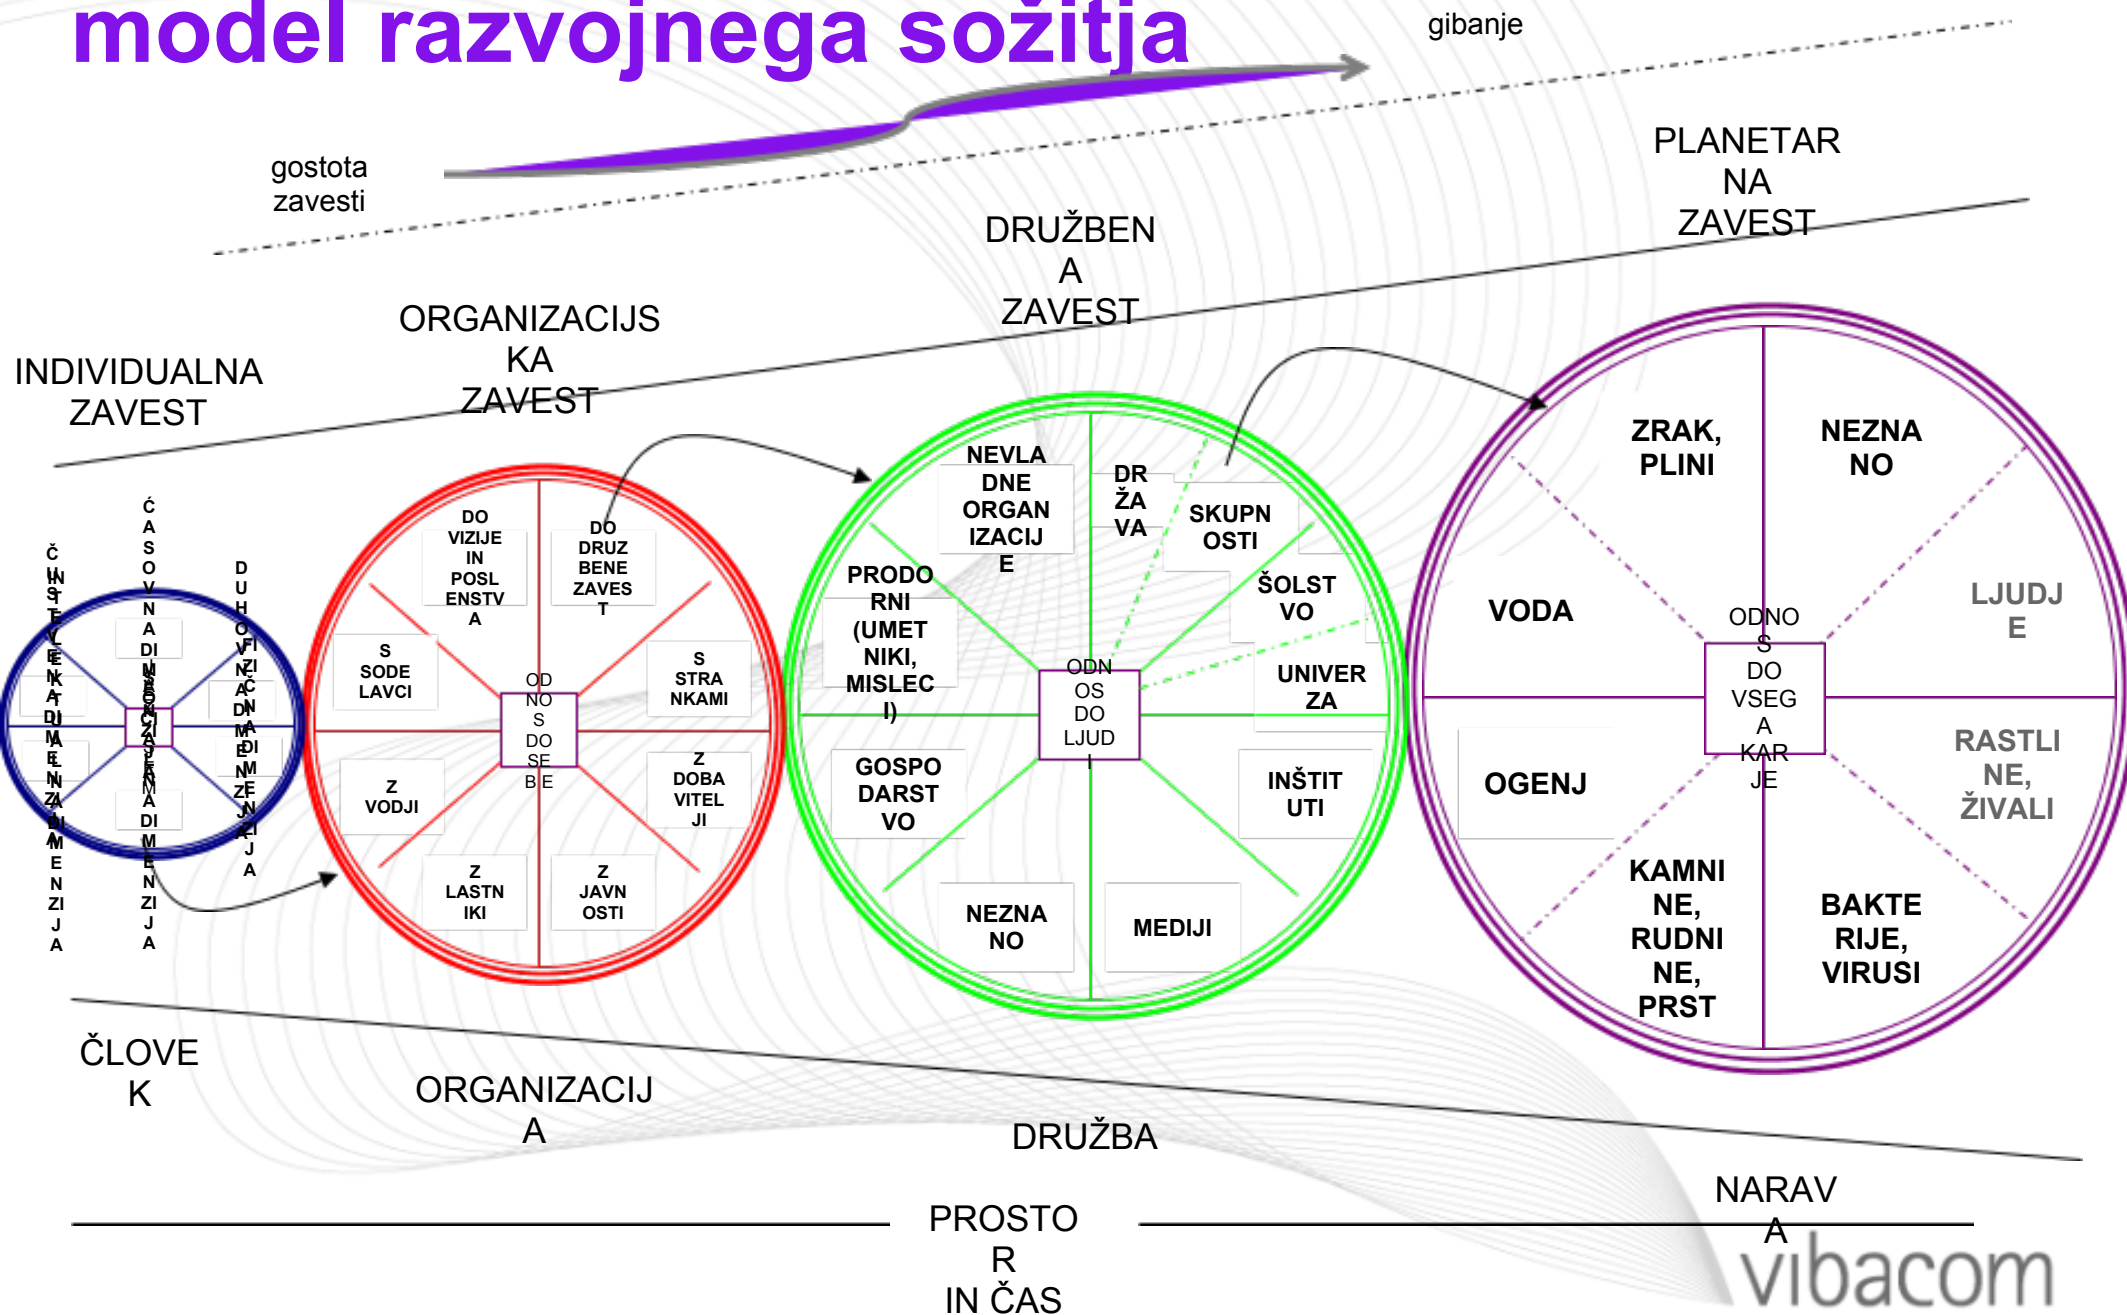 model razvojnega sožitja
gibanje
gostota
zavesti
PLANETAR
NA
ZAVEST
DRUŽBEN
A
ZAVEST
ORGANIZACIJS
KA
ZAVEST
INDIVIDUALNA
ZAVEST
DO
VIZIJE
IN
POSL
ENSTV
A
DO
DRUZ
BENE
ZAVES
T
S
SODE
LAVCI
S
STRA
NKAMI
OD
NO
S
DO
SE
B E
Z
VODJI
Z
DOBA
VITEL
JI
Z
LASTN
IKI
Z
JAVN
OSTI
NEVLA
DNE
ORGAN
IZACIJ
E
DR
ŽA
VA
SKUPN
OSTI
PRODO
RNI
(UMET
NIKI,
MISLEC
I)
ŠOLST
VO
UNIVER
ZA
ODN
OS
DO
LJUD
I
GOSPO
DARST
VO
INŠTIT
UTI
NEZNA
NO
MEDIJI
ZRAK,
PLINI
NEZNA
NO
VODA
LJUDJ
E
ODNO
S
DO
VSEG
A
KAR
JE
OGENJ
RASTLI
NE,
ŽIVALI
KAMNI
NE,
RUDNI
NE,
PRST
BAKTE
RIJE,
VIRUSI
ČLOVE
K
ORGANIZACIJ
A
DRUŽBA
NARAV
A
PROSTO
R
IN ČAS
vibacom